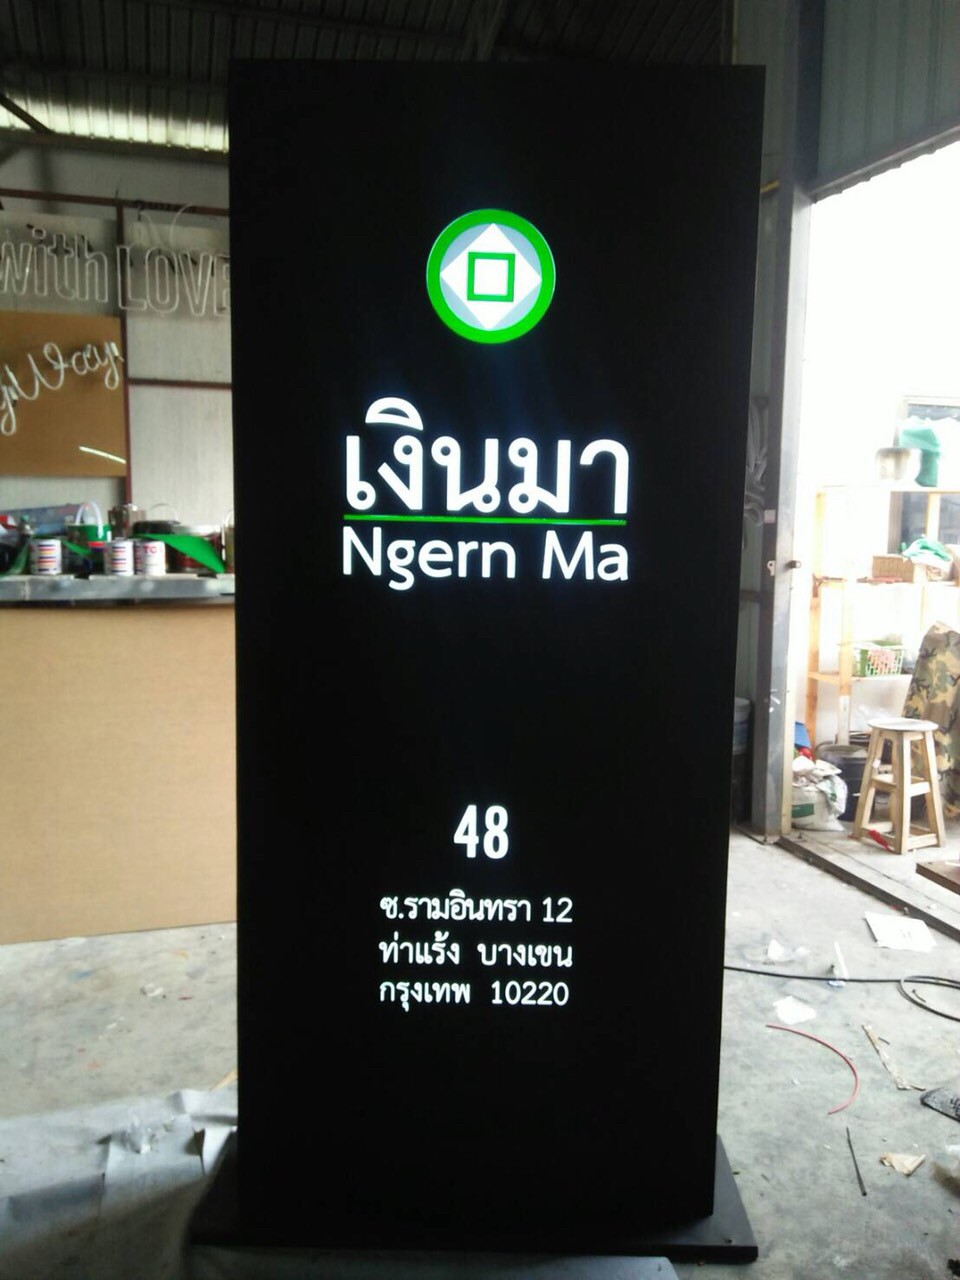 with LOVE
เงินมา
Ngern Ma
48
ซ.รามอินทรา 12
ท่าแร้ง บางเขน
กรุงเทพ 10220